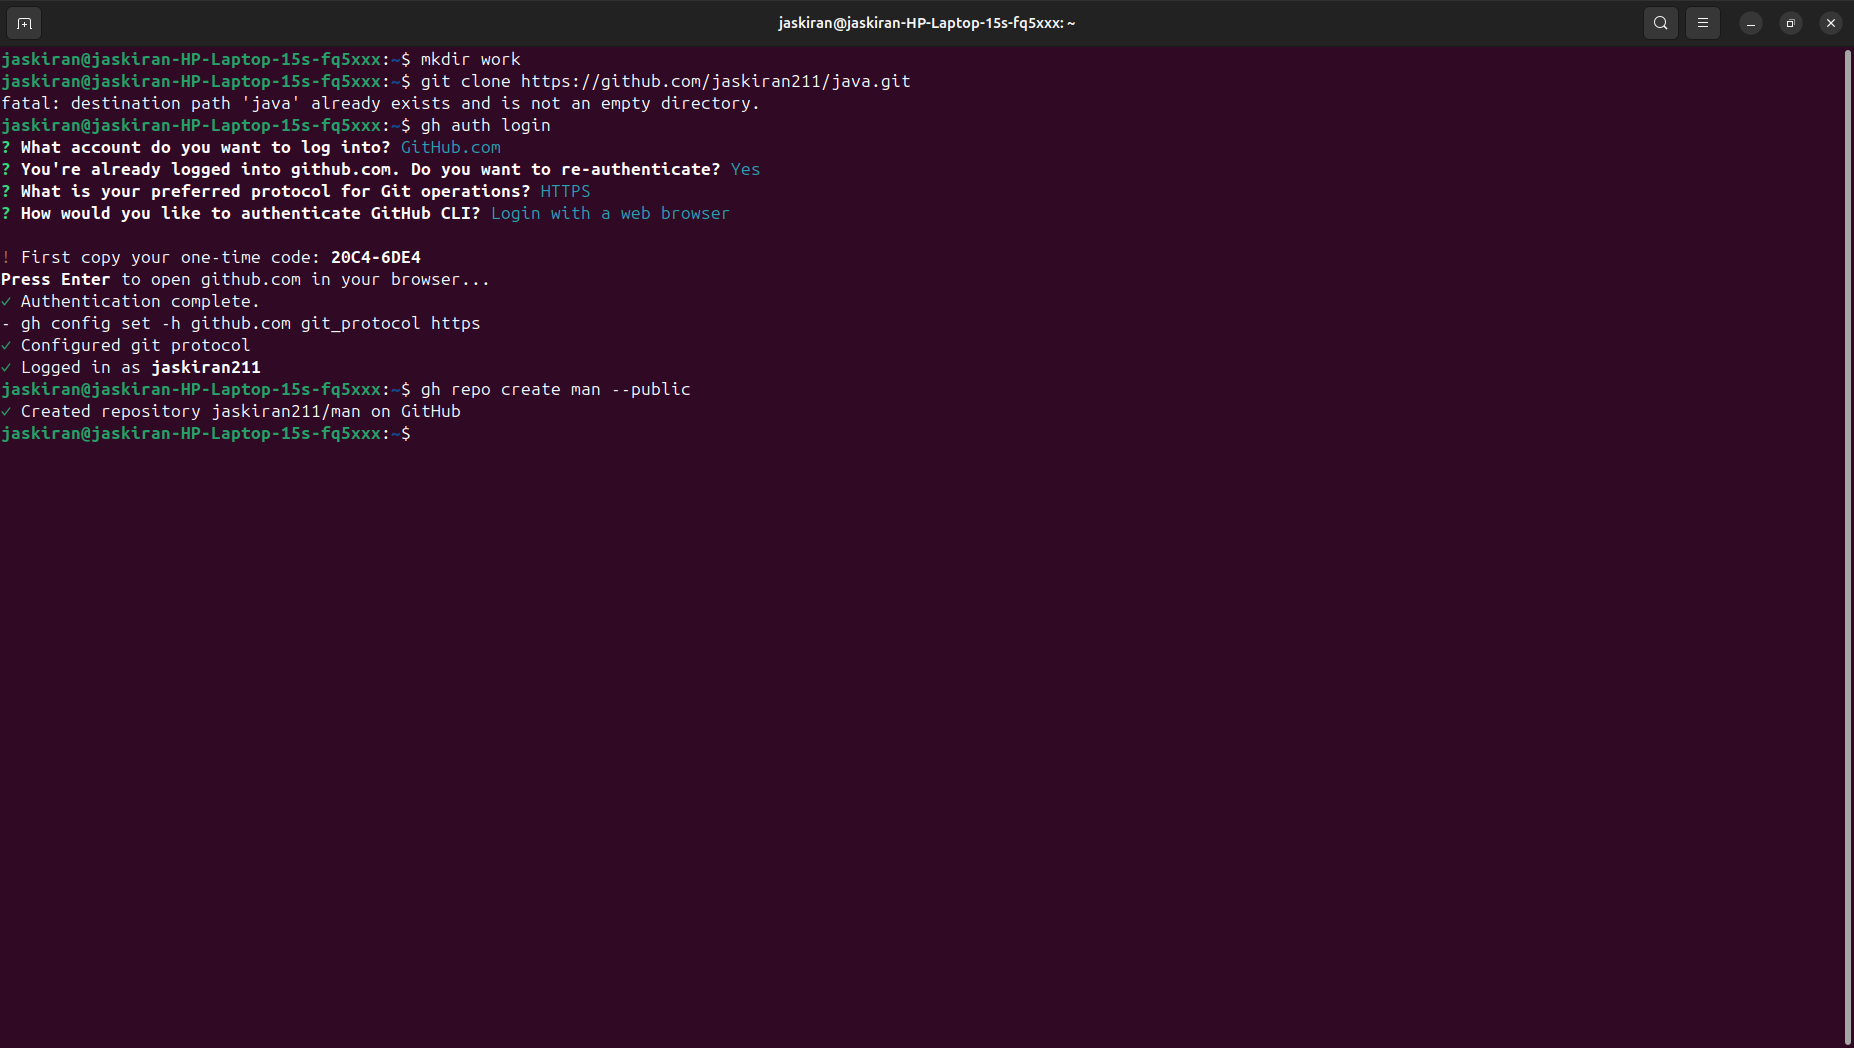 jaskiran@jaskiran-HP-Laptop-15s-fq5xxx: ~
jaskiran@jaskiran-HP-Laptop-15s-fq5xxx:~$ mkdir work
jaskiran@jaskiran-HP-Laptop-15s-fq5xxx:~$ git clone https://github.com/jaskiran211/java.git
fatal: destination path 'java' already exists and is not an empty directory.
jaskiran@jaskiran-HP-Laptop-15s-fq5xxx:~$ gh auth login
? What account do you want to log into? GitHub.com
? You're already logged into github.com. Do you want to re-authenticate? Yes
? What is your preferred protocol for Git operations? HTTPS
? How would you like to authenticate GitHub CLI? Login with a web browser
! First copy your one-time code: 20C4-6DE4
Press Enter to open github.com in your browser...
✓ Authentication complete.
- gh config set -h github.com git_protocol https
✓ Configured git protocol
✓ Logged in as jaskiran211
jaskiran@jaskiran-HP-Laptop-15s-fq5xxx:~$ gh repo create man --public
✓ Created repository jaskiran211/man on GitHub
jaskiran@jaskiran-HP-Laptop-15s-fq5xxx:~$